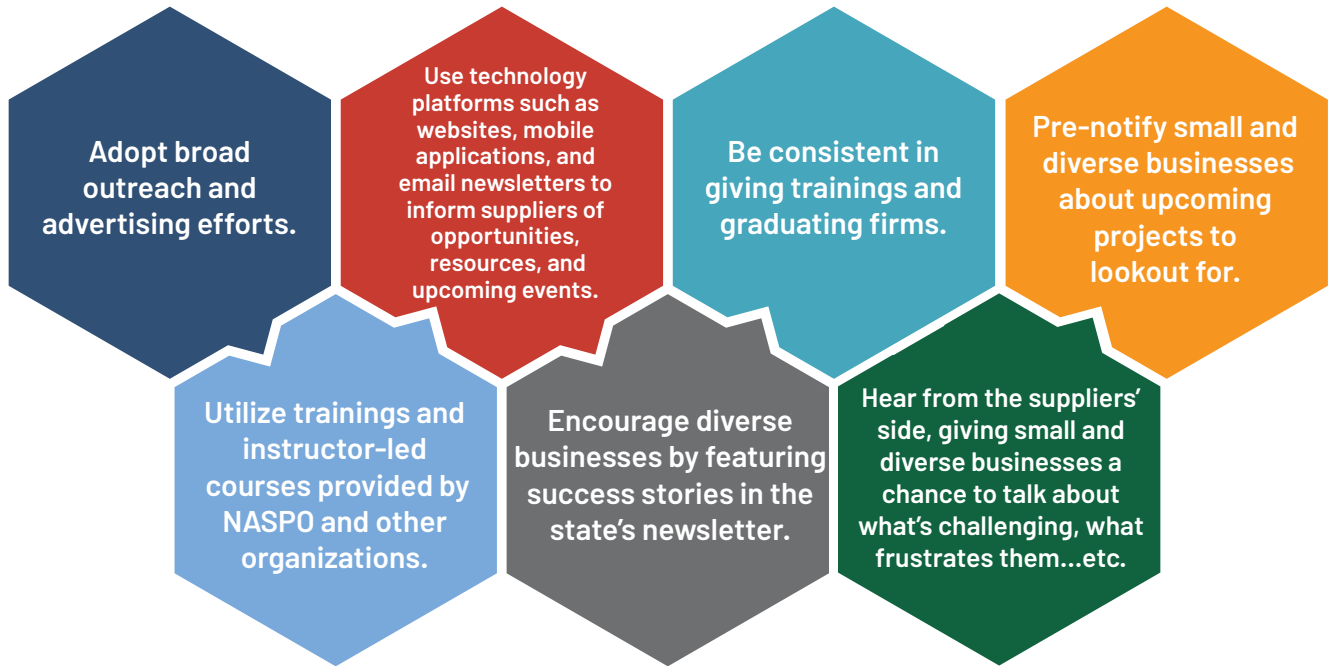 Adopt broad
outreach and
advertising efforts.
Use technology
platforms such as
websites, mobile
applications, and
email newsletters to
inform suppliers of
opportunities,
resources, and
upcoming events.
Be consistent in
giving trainings and
graduating firms.
Pre-notify small and
diverse businesses
about upcoming
projects to
lookout for.
Utilize trainings and
instructor-led
courses provided by
NASPO and other
organizations.
Encourage diverse
businesses by featuring
success stories in the
state’s newsletter.
Hear from the suppliers’
side, giving small and
diverse businesses a
chance to talk about
what’s challenging, what
frustrates them...etc.